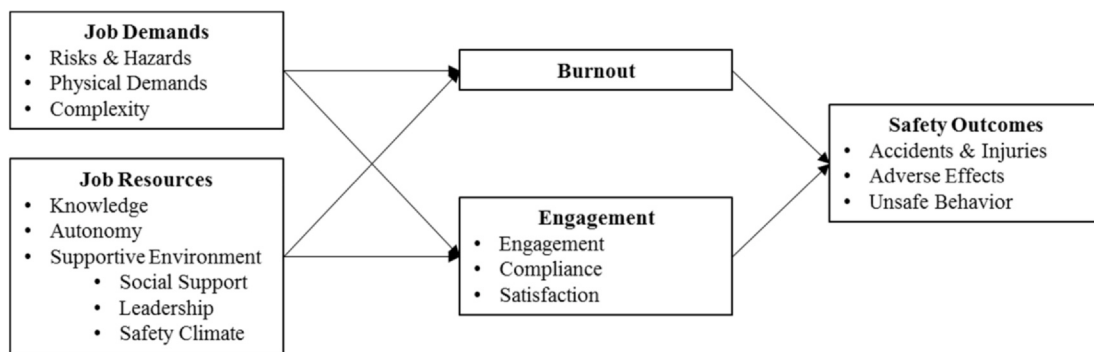 Job Demands
• Risks & Hazards
• Physical Demands
• Complexity
Job Resources
• Knowledge
• Autonomy
• Supportive Environment
• Social Support
• Leadership
• Safety Climate
Burnout
Engagement
• Engagement
• Compliance
• Satisfaction
Safety Outcomes
• Accidents & Injuries
• Adverse Effects
• Unsafe Behavior